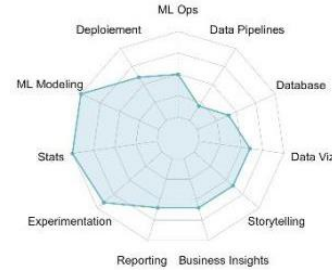 ML Ops
Deploiement
Data Pipelines
ML Modeling
Database
Stats
Data Viz
Experimentation
Storytelling
Reporting
Business Insights